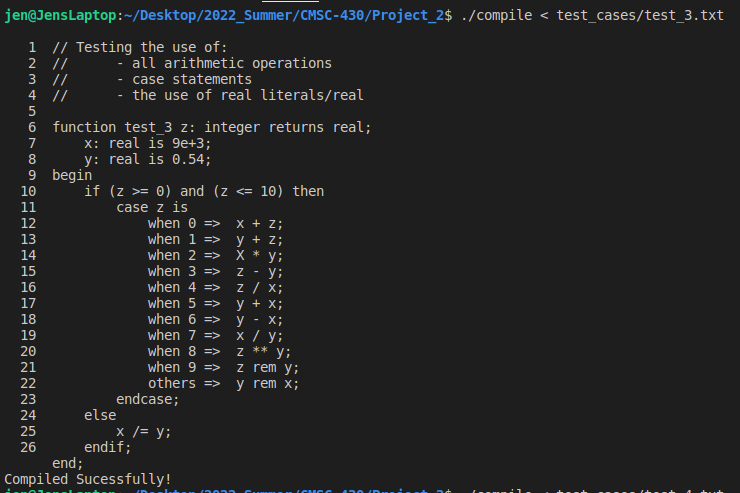 jen@JensLaptop:~/Desktop/2022_Summer/CMSC-430/Project_2$ ./compile < test_cases/test_3.txt
1 // Testing the use of:
2 //      - all arithmetic operations
3 //      - case statements
4 //      - the use of real literals/real
5
6 function test_3 z: integer returns real;
7     x: real is 9e+3;
8     y: real is 0.54;
9 begin
10     if (z >= 0) and (z <= 10) then
11         case z is
12             when 0 =>  x + z;
13             when 1 =>  y + z;
14             when 2 =>  X * y;
15             when 3 =>  z - y;
16             when 4 =>  z / x;
17             when 5 =>  y + x;
18             when 6 =>  y - x;
19             when 7 =>  x / y;
20             when 8 =>  z ** y;
21             when 9 =>  z rem y;
22             others =>  y rem x;
23         endcase;
24     else
25         x /= y;
26     endif;
end;
Compiled Sucessfully!
jen@JensLaptop:~/Desktop/2022_Summer/CMSC-430/Project_2$ ./compile < test_cases/test_4.txt